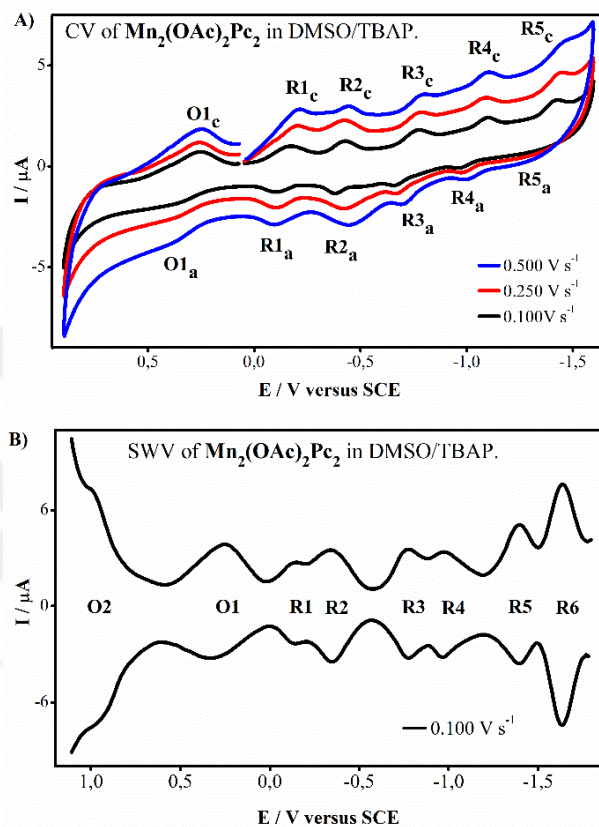 A)
CV of Mn₂(OAc)₂Pc₂ in DMSO/TBAP.
R5c
R4c
R3c
R1c R2c
O1c
5
0
-5
I / μA
R5a
R4a
R3a
R1a R2a
O1a
0.500 V s⁻¹
0.250 V s⁻¹
0.100V s⁻¹
0,5 0,0 -0,5 -1,0 -1,5
E / V versus SCE
B)
SWV of Mn₂(OAc)₂Pc₂ in DMSO/TBAP.
6
0
-6
I / μA
O2 O1 R1 R2 R3 R4 R5 R6
0.100 V s⁻¹
1,0 0,5 0,0 -0,5 -1,0 -1,5
E / V versus SCE